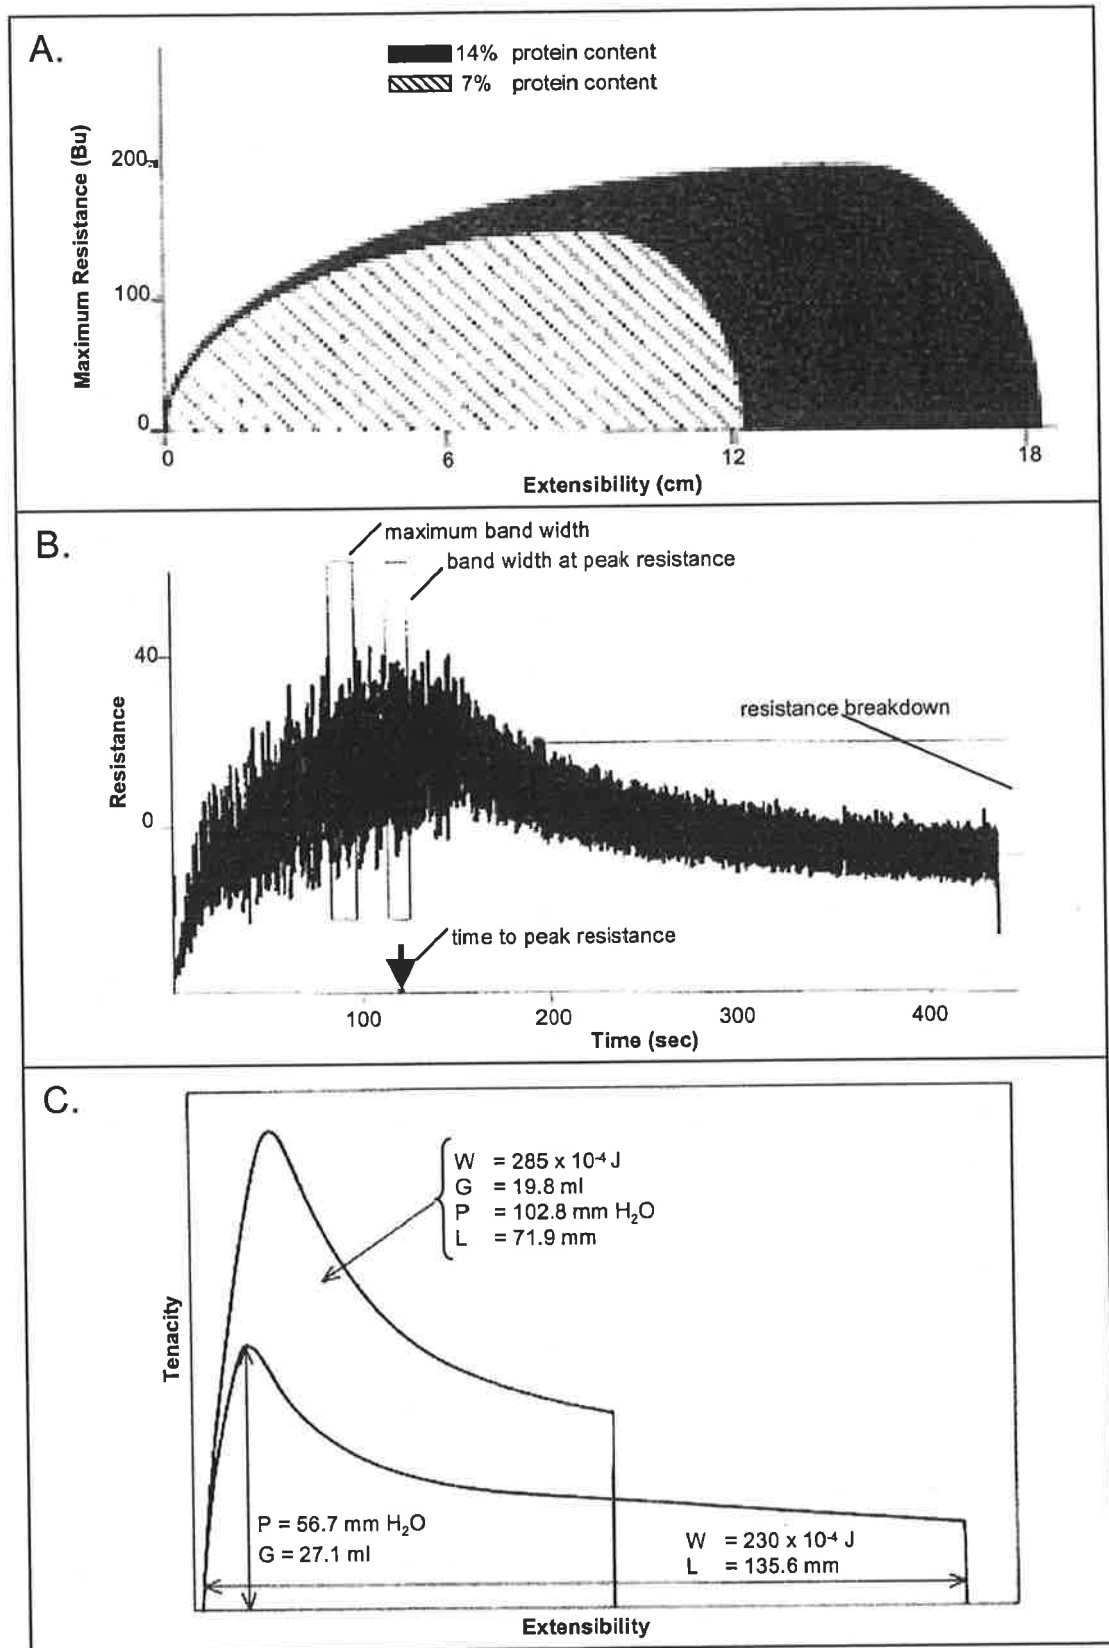 A.
14% protein content
7% protein content
Maximum Resistance (Bu)
200
100
0
0 6 12 18
Extensibility (cm)
B.
maximum band width
band width at peak resistance
resistance breakdown
Resistance
40
0
time to peak resistance
100 200 300 400
Time (sec)
C.
W = 285 x 10⁻⁴ J
G = 19.8 ml
P = 102.8 mm H₂O
L = 71.9 mm
Tenacity
P = 56.7 mm H₂O
G = 27.1 ml
W = 230 x 10⁻⁴ J
L = 135.6 mm
Extensibility